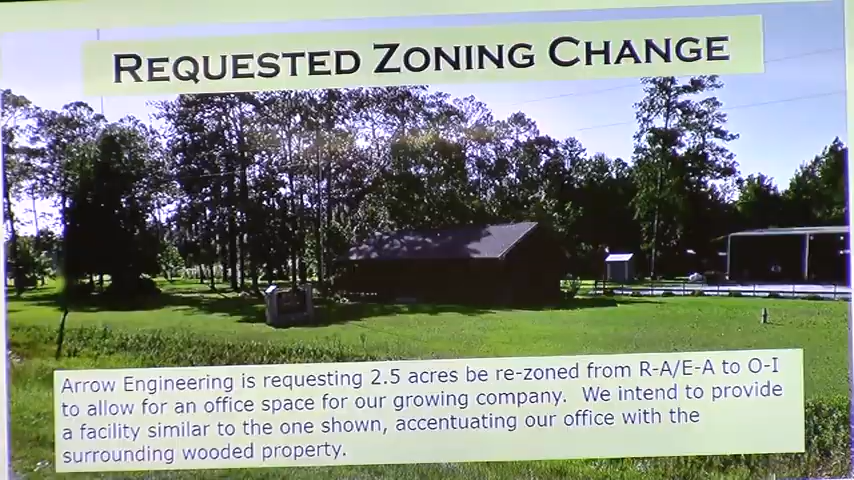 REQUESTED ZONING CHANGE
Arrow Engineering is requesting 2.5 acres be re-zoned from R-A/E-A to O-I
to allow for an office space for our growing company. We intend to provide
a facility similar to the one shown, accentuating our office with the
surrounding wooded property.